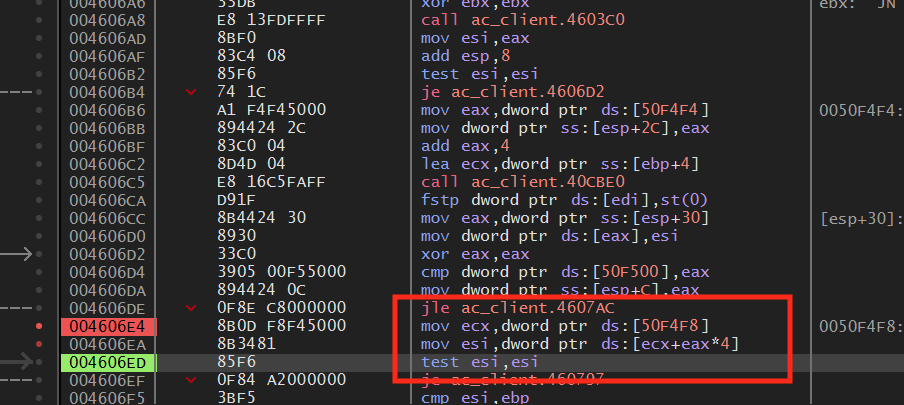 004606A6 33DB xor ebx,ebx ebx: "JN
004606A8 E8 13FDFFFF call ac_client.4603C0
004606AD 8BF0 mov esi,eax
004606AF 83C4 08 add esp,8
004606B2 85F6 test esi,esi
004606B4 74 1C je ac_client.4606D2
004606B6 A1 F4F45000 mov eax,dword ptr ds:[50F4F4] 0050F4F4:
004606BB 894424 2C mov dword ptr ss:[esp+2C],eax
004606BF 83C0 04 add eax,4
004606C2 8D4D 04 lea ecx,dword ptr ss:[ebp+4]
004606C5 E8 16C5FAFF call ac_client.40CBE0
004606CA D91F fstp dword ptr ds:[edi],st(0)
004606CC 8B4424 30 mov eax,dword ptr ss:[esp+30] [esp+30]:
004606D0 8930 mov dword ptr ds:[eax],esi
004606D2 33C0 xor eax,eax
004606D4 3905 00F55000 cmp dword ptr ds:[50F500],eax
004606DA 894424 0C mov dword ptr ss:[esp+C],eax
004606DE 0F8E C8000000 jle ac_client.4607AC
004606E4 8B0D F8F45000 mov ecx,dword ptr ds:[50F4F8] 0050F4F8:
004606EA 8B3481 mov esi,dword ptr ds:[ecx+eax*4]
004606ED 85F6 test esi,esi
004606EF 0F84 A2000000 je ac_client.460797
004606F5 3BF5 cmp esi,ebp